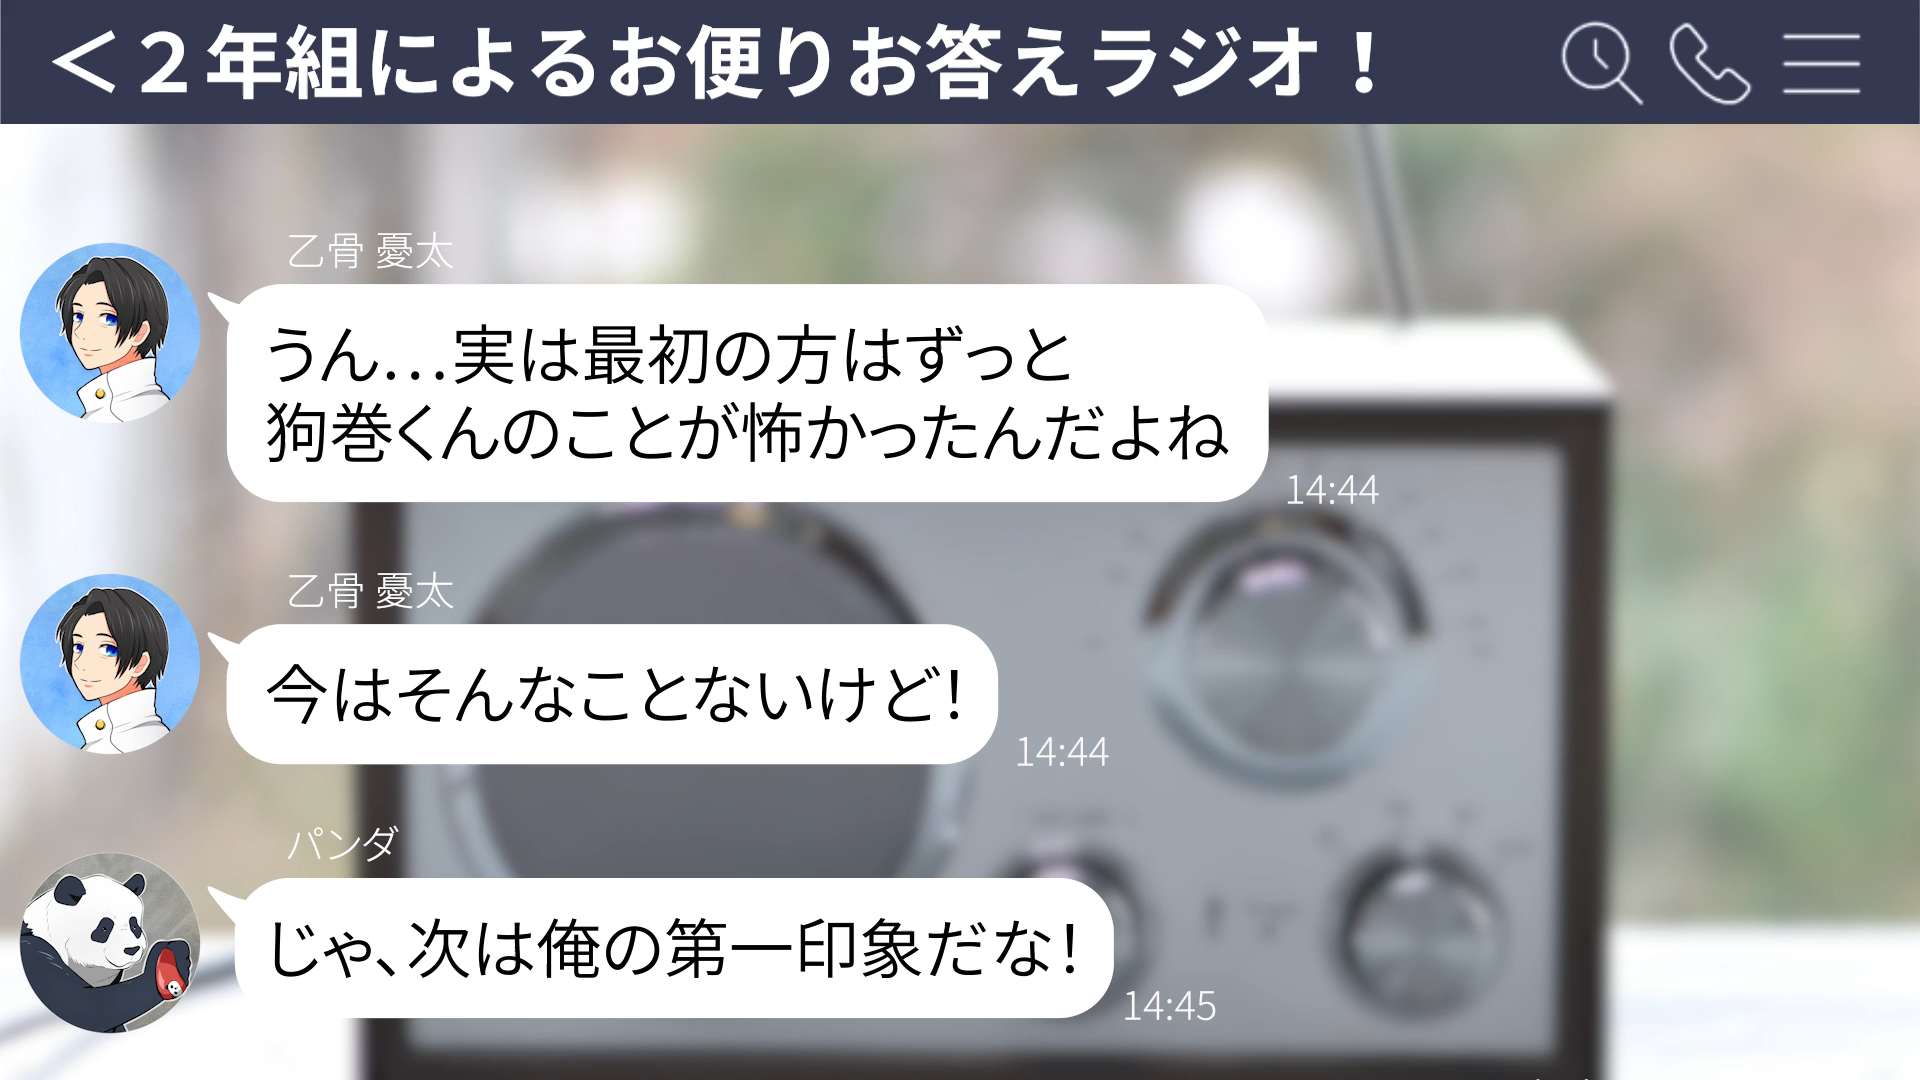 ＜２年組によるお便りお答えラジオ！
乙骨 憂太
うん…実は最初の方はずっと
狗巻くんのことが怖かったんだよね
14:44
乙骨 憂太
今はそんなことないけど！
14:44
パンダ
じゃ、次は俺の第一印象だな！
14:45